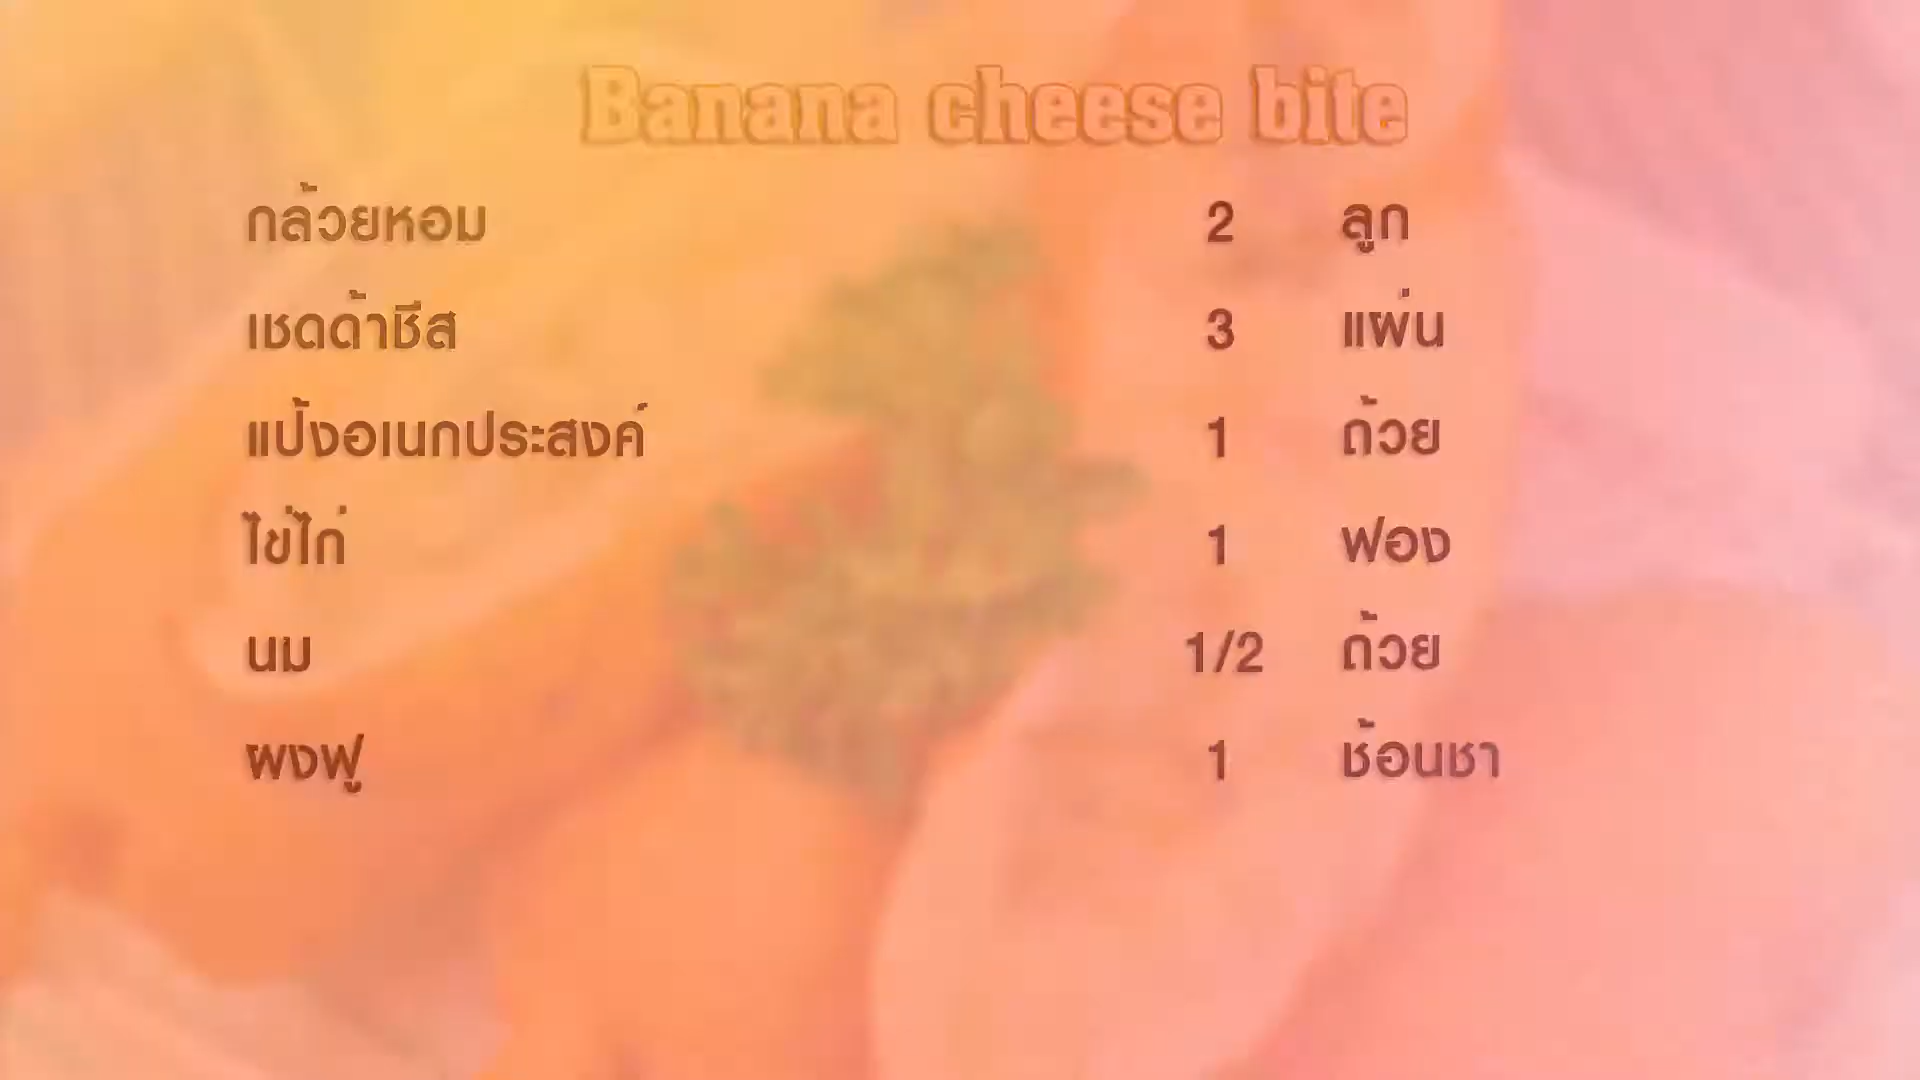 Banana cheese bite
กล้วยหอม 2 ลูก
เชดด้าชีส 3 แผ่น
แป้งอเนกประสงค์ 1 ถ้วย
ไข่ไก่ 1 ฟอง
นม 1/2 ถ้วย
ผงฟู 1 ช้อนชา